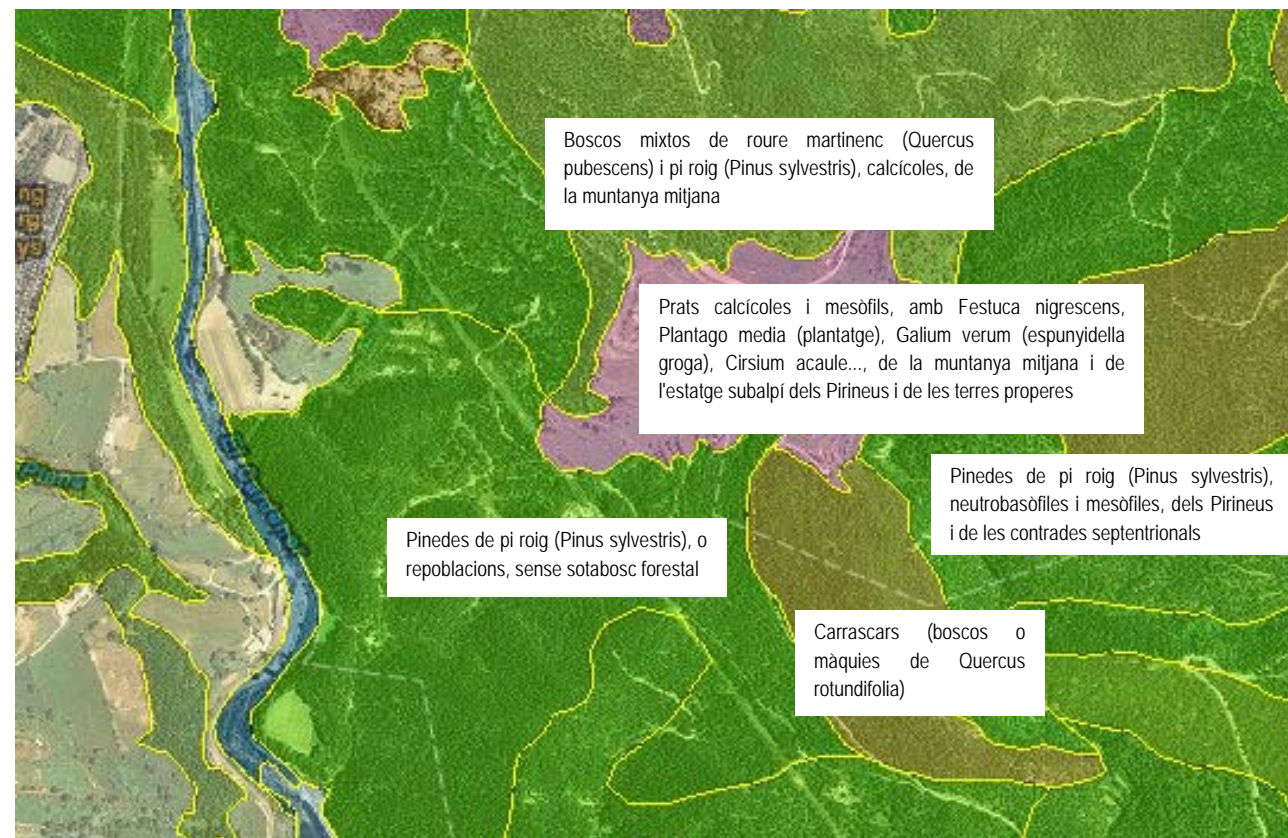 Boscos mixtos de roure martinenc (Quercus
pubescens) i pi roig (Pinus sylvestris), calcícoles, de
la muntanya mitjana
Prats calcícoles i mesòfils, amb Festuca nigrescens,
Plantago media (plantatge), Galium verum (espunyidella
groga), Cirsium acaule..., de la muntanya mitjana i de
l'estatge subalpí dels Pirineus i de les terres properes
Pinedes de pi roig (Pinus sylvestris),
neutrobasòfiles i mesòfiles, dels Pirineus
i de les contrades septentrionals
Pinedes de pi roig (Pinus sylvestris), o
repoblacions, sense sotabosc forestal
Carrascars (boscos o
màquies de Quercus
rotundifolia)